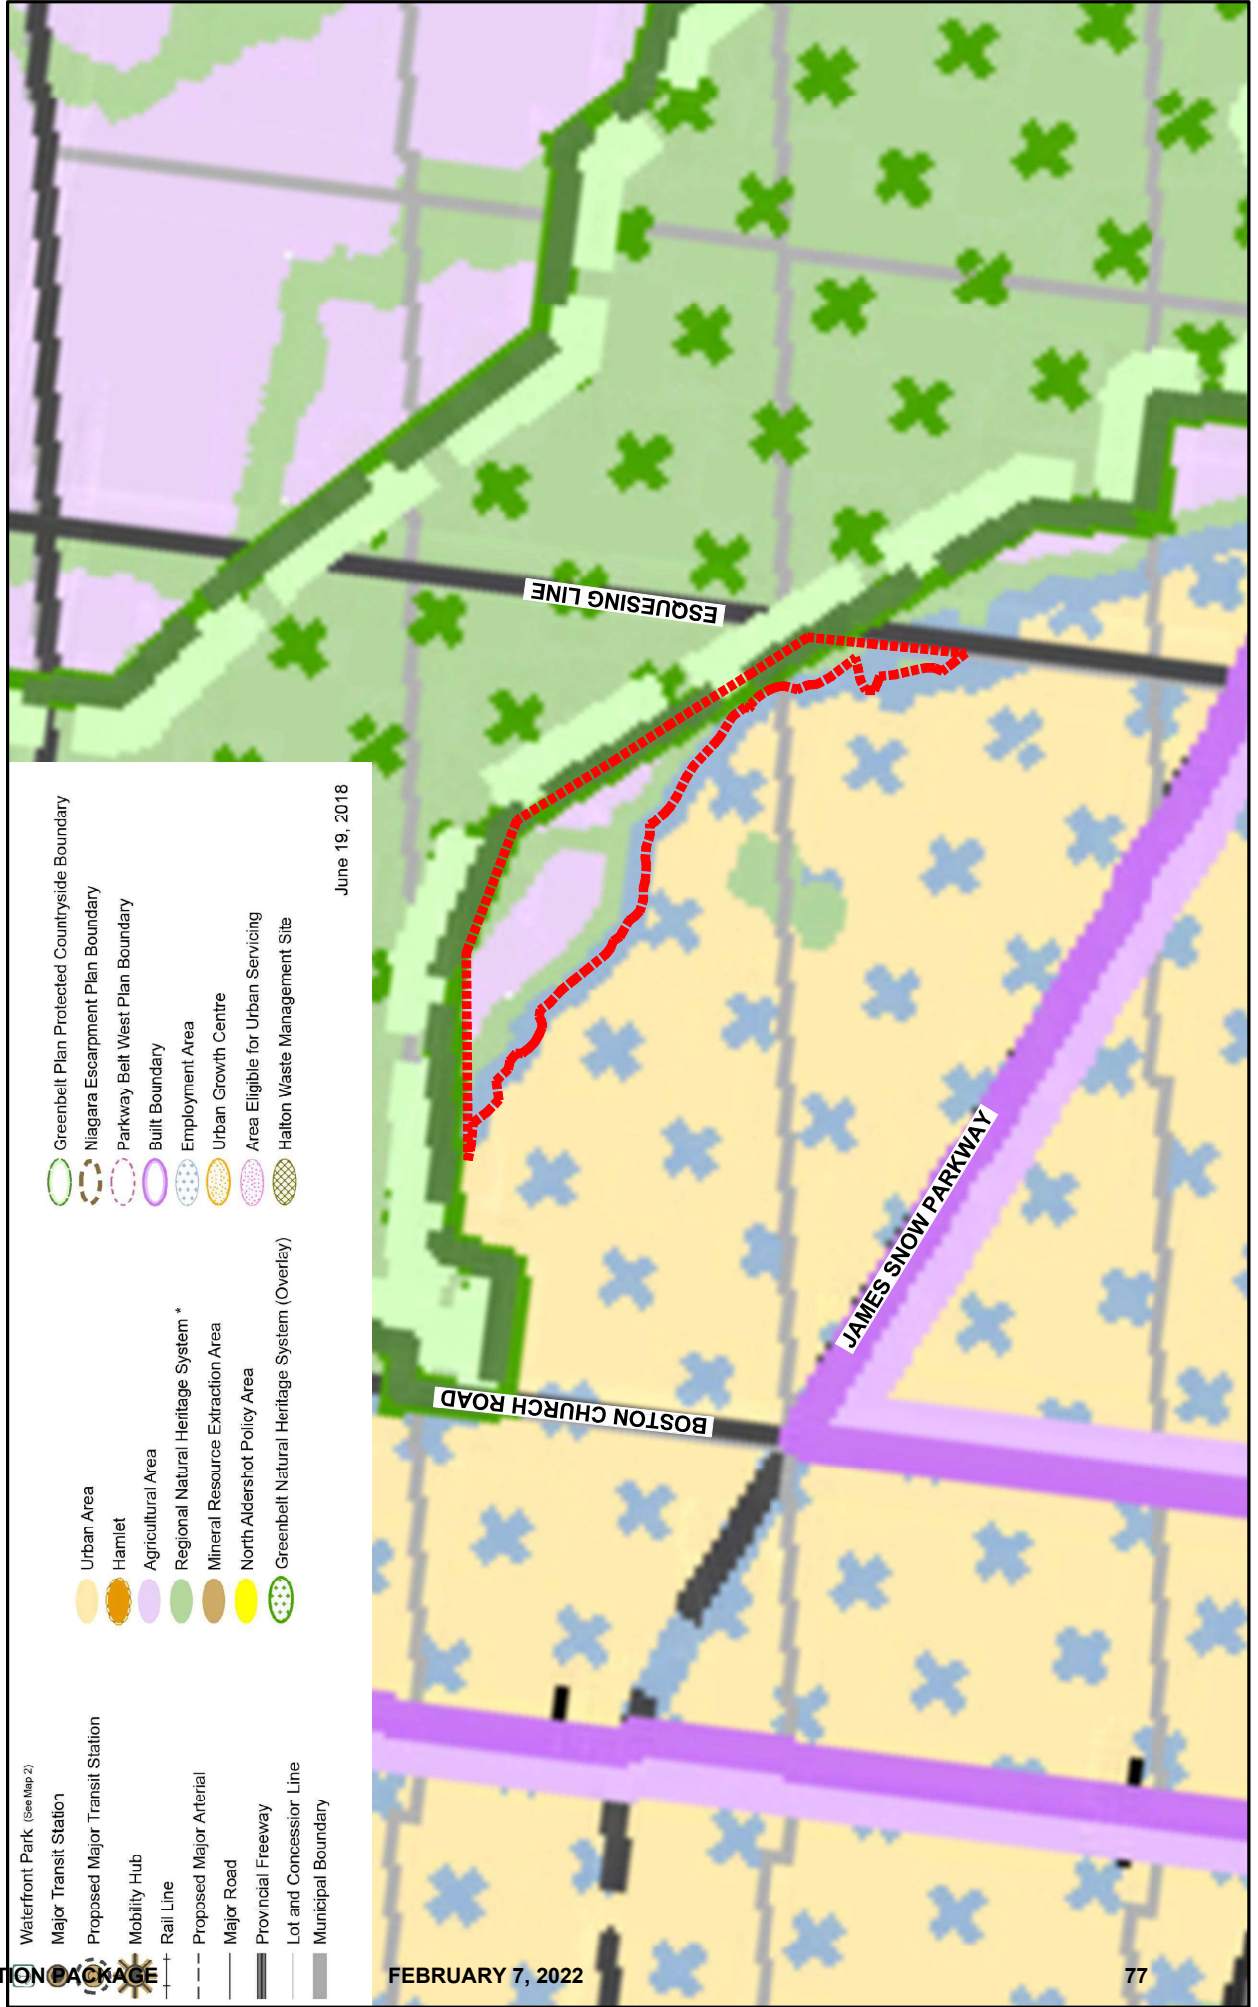 Waterfront Park (See Map 2)
Major Transit Station
Proposed Major Transit Station
Mobility Hub
Rail Line
Proposed Major Arterial
Major Road
Provincial Freeway
Lot and Concession Line
Municipal Boundary
Urban Area
Hamlet
Agricultural Area
Regional Natural Heritage System *
Mineral Resource Extraction Area
North Aldershot Policy Area
Greenbelt Natural Heritage System (Overlay)
Greenbelt Plan Protected Countryside Boundary
Niagara Escarpment Plan Boundary
Parkway Belt West Plan Boundary
Built Boundary
Employment Area
Urban Growth Centre
Area Eligible for Urban Servicing
Halton Waste Management Site
June 19, 2018
ESQUESING LINE
BOSTON CHURCH ROAD
JAMES SNOW PARKWAY
TION PACKAGE
FEBRUARY 7, 2022
77